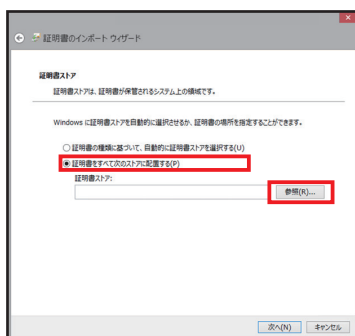 証明書のインポート ウィザード
証明書ストア
証明書ストアは、証明書が保管されるシステム上の領域です。
Windows に証明書ストアを自動的に選択させるか、証明書の場所を指定することができます。
証明書の種類に基づいて、自動的に証明書ストアを選択する(U)
証明書をすべて次のストアに配置する(P)
証明書ストア:
参照(R)...
次へ(N) キャンセル